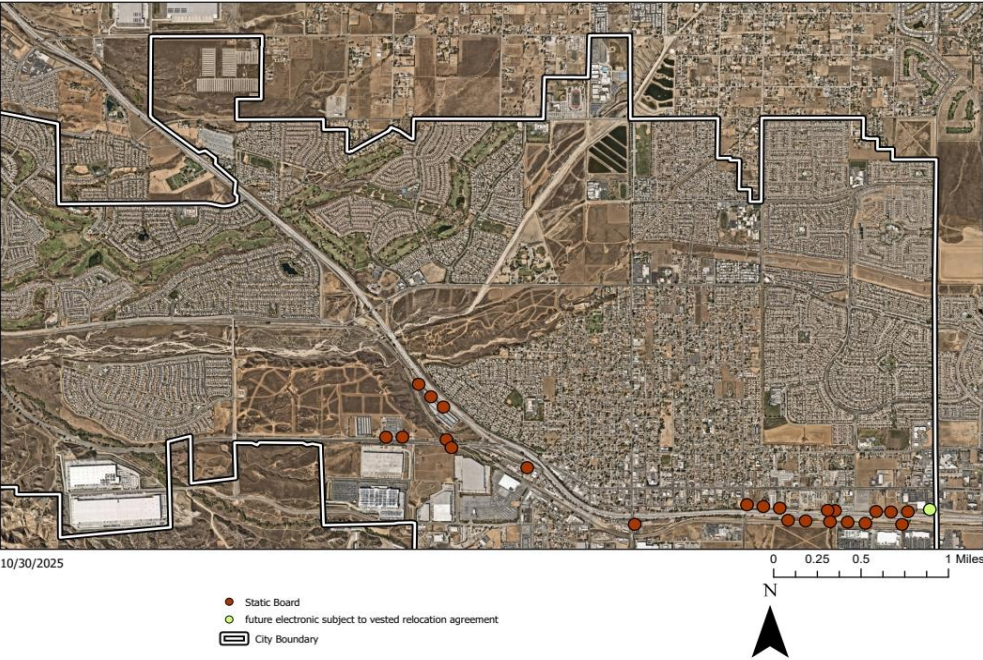 10/30/2025
0 0.25 0.5 1 Miles
N
Static Board
future electronic subject to vested relocation agreement
City Boundary